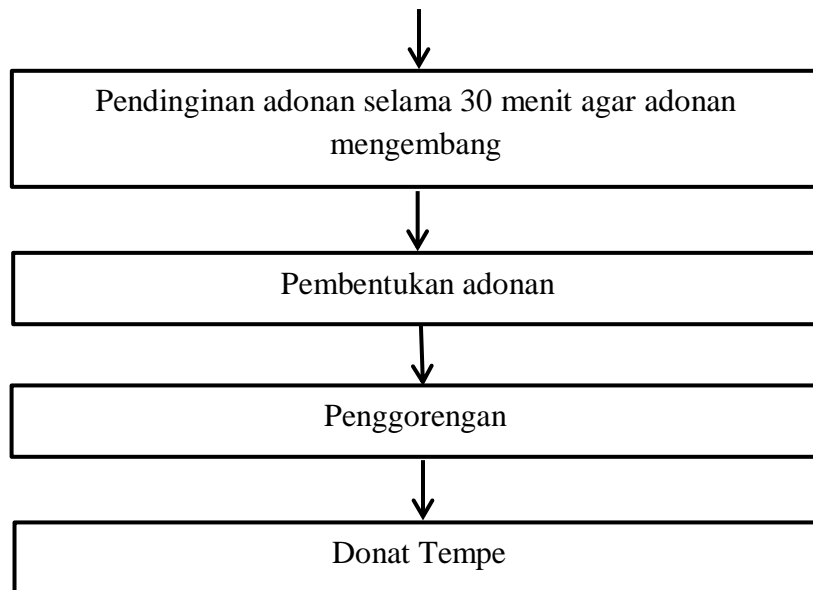 Pendinginan adonan selama 30 menit agar adonan
mengembang
Pembentukan adonan
Penggorengan
Donat Tempe